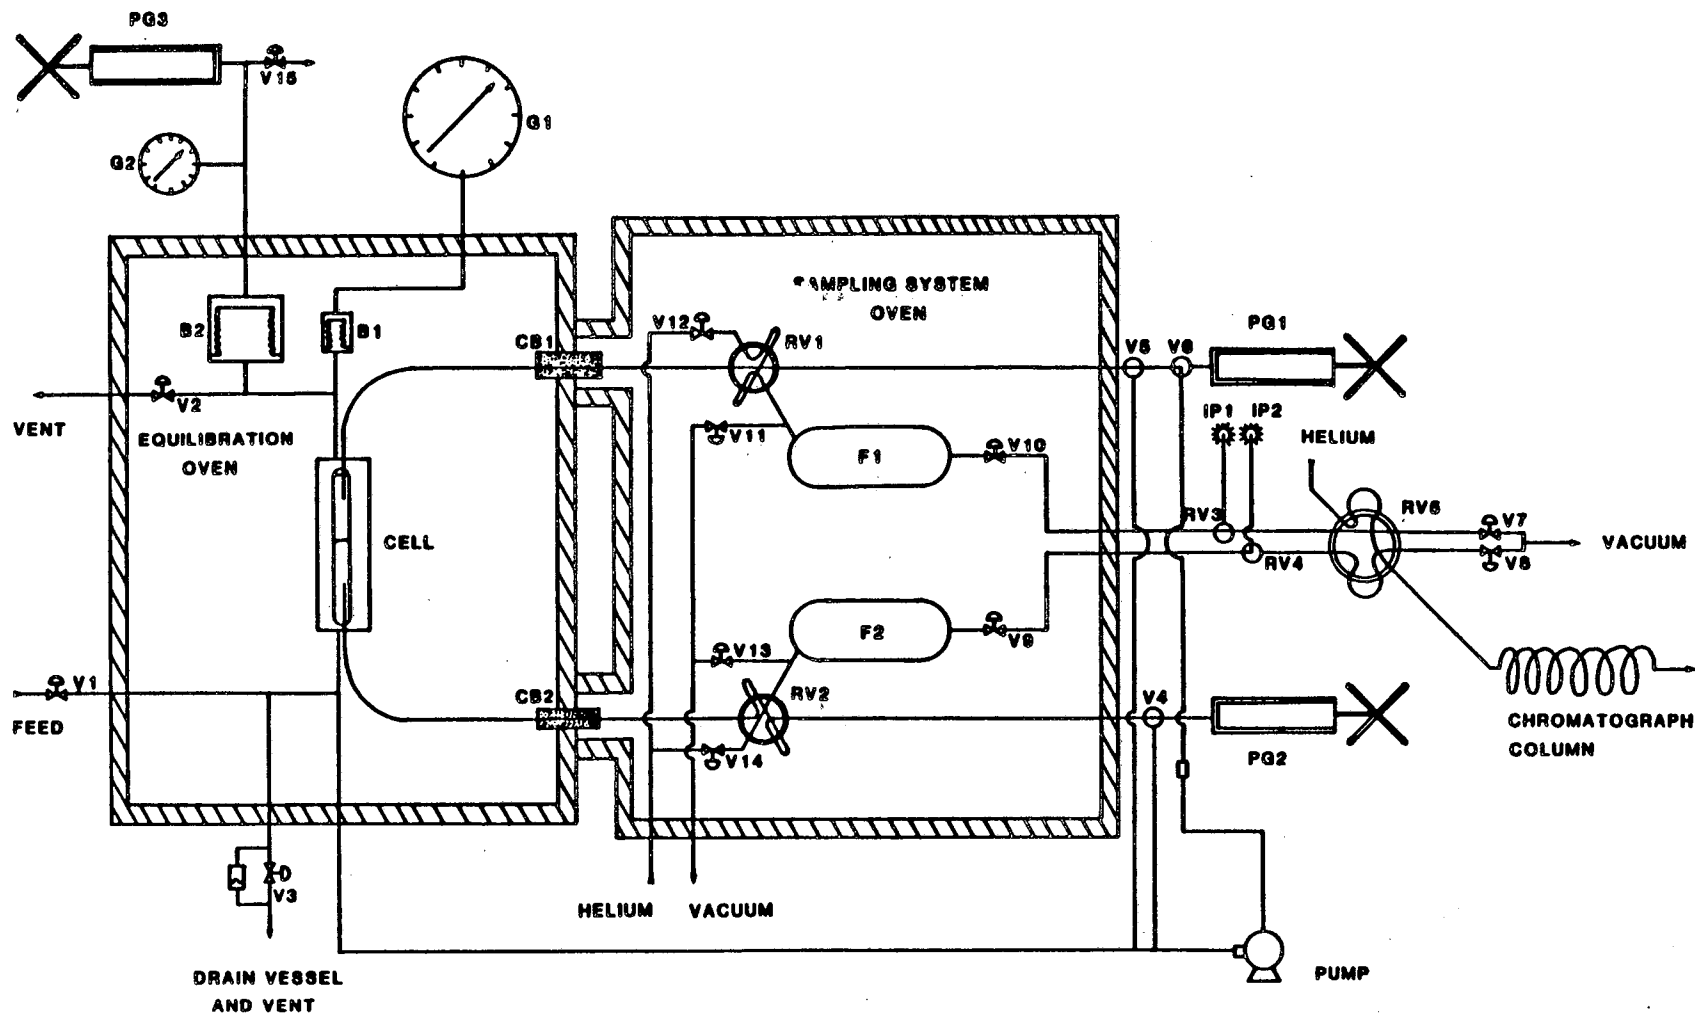 PG3
V15
G1
G2
SAMPLING SYSTEM
OVEN
B2
B1
V12
RV1
CB1
PG1
V5
V6
V2
VENT
EQUILIBRATION
OVEN
V11
F1
V10
IP1
IP2
HELIUM
RV3
RV5
V7
VACUUM
V8
RV4
CELL
F2
V9
V13
V1
FEED
CB2
RV2
V4
V14
PG2
CHROMATOGRAPH
COLUMN
V3
HELIUM
VACUUM
DRAIN VESSEL
AND VENT
PUMP